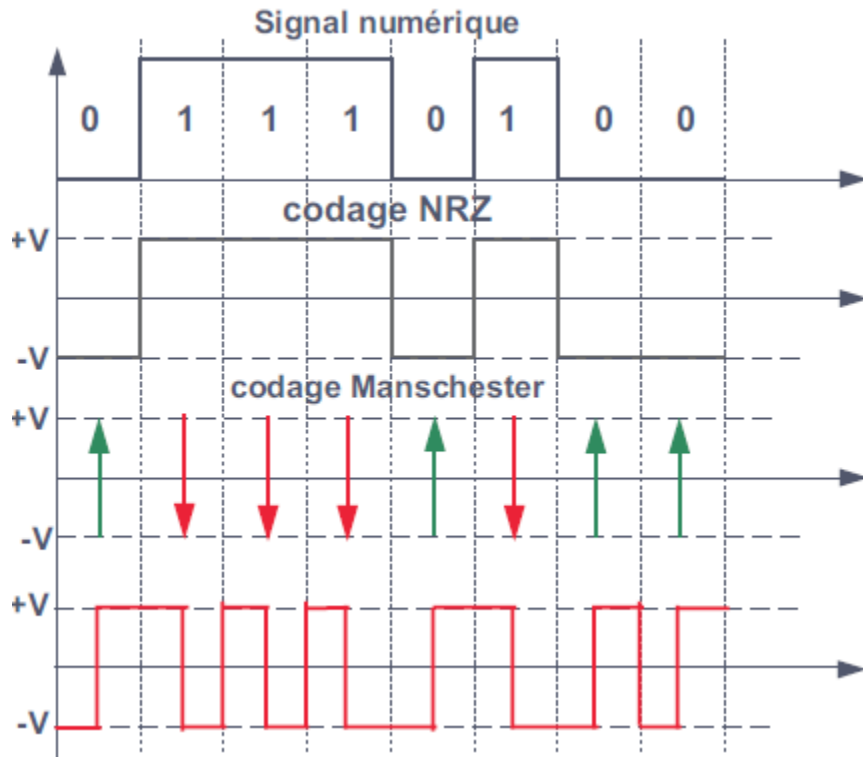 Signal numérique
0 1 1 1 0 1 0 0
codage NRZ
+V
-V
codage Manschester
+V
-V
+V
-V